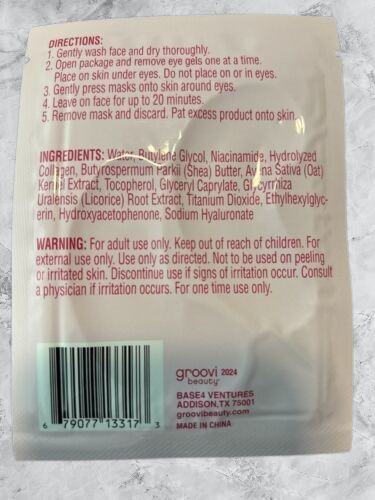 DIRECTIONS:
1. Gently wash face and dry thoroughly.
2. Open package and remove eye gels one at a time.
Place on skin under eyes. Do not place on or in eyes.
3. Gently press masks onto skin around eyes.
4. Leave on face for up to 20 minutes.
5. Remove mask and discard. Pat excess product onto skin.
INGREDIENTS: Water, Butylene Glycol, Niacinamide, Hydrolyzed
Collagen, Butyrospermum Parkii (Shea) Butter, Avena Sativa (Oat)
Kernel Extract, Tocopherol, Glyceryl Caprylate, Glycyrrhiza
Uralensis (Licorice) Root Extract, Titanium Dioxide, Ethylhexylglyc-
erin, Hydroxyacetophenone, Sodium Hyaluronate
WARNING: For adult use only. Keep out of reach of children. For
external use only. Use only as directed. Not to be used on peeling
or irritated skin. Discontinue use if signs of irritation occur. Consult
a physician if irritation occurs. For one time use only.
groovi 2024
beauty™
BASE4 VENTURES
ADDISON,TX 75001
groovibeauty.com
MADE IN CHINA
6 79077 13317 3